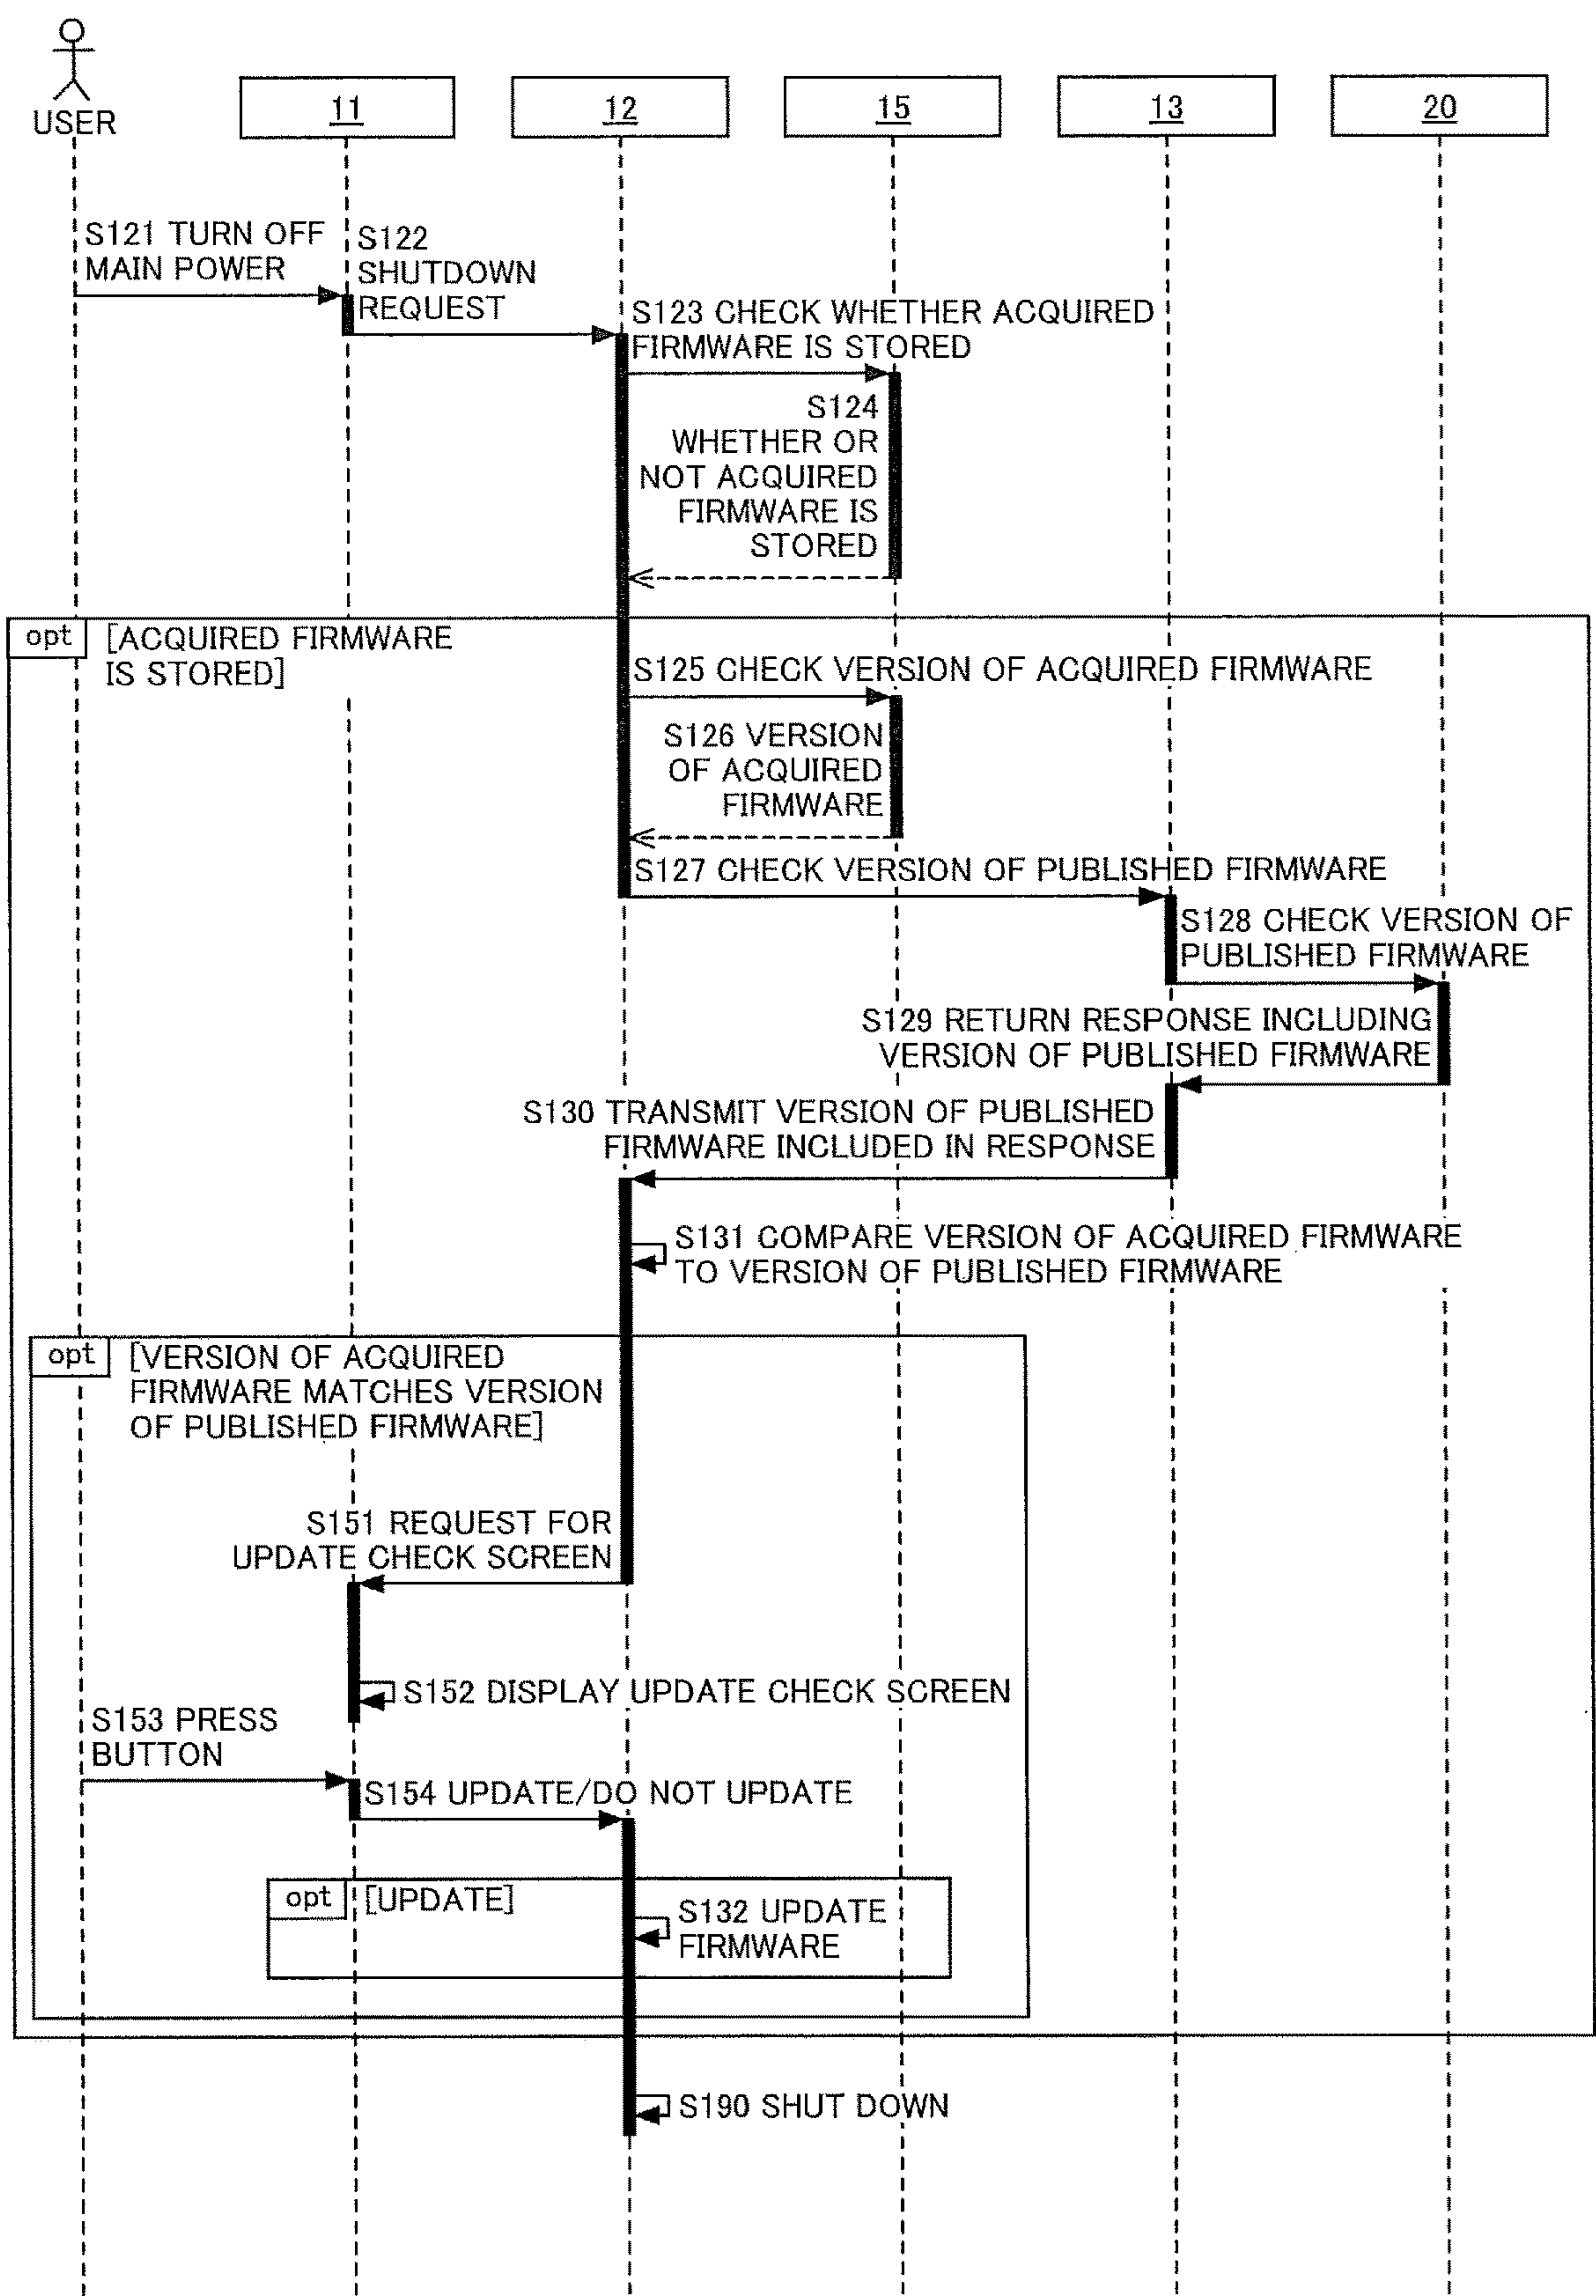 USER
11
12
15
13
20
S121 TURN OFF
MAIN POWER
S122
SHUTDOWN
REQUEST
S123 CHECK WHETHER ACQUIRED
FIRMWARE IS STORED
S124
WHETHER OR
NOT ACQUIRED
FIRMWARE IS
STORED
opt
[ACQUIRED FIRMWARE
IS STORED]
S125 CHECK VERSION OF ACQUIRED FIRMWARE
S126 VERSION
OF ACQUIRED
FIRMWARE
S127 CHECK VERSION OF PUBLISHED FIRMWARE
S128 CHECK VERSION OF
PUBLISHED FIRMWARE
S129 RETURN RESPONSE INCLUDING
VERSION OF PUBLISHED FIRMWARE
S130 TRANSMIT VERSION OF PUBLISHED
FIRMWARE INCLUDED IN RESPONSE
S131 COMPARE VERSION OF ACQUIRED FIRMWARE
TO VERSION OF PUBLISHED FIRMWARE
opt
[VERSION OF ACQUIRED
FIRMWARE MATCHES VERSION
OF PUBLISHED FIRMWARE]
S151 REQUEST FOR
UPDATE CHECK SCREEN
S152 DISPLAY UPDATE CHECK SCREEN
S153 PRESS
BUTTON
S154 UPDATE/DO NOT UPDATE
opt
[UPDATE]
S132 UPDATE
FIRMWARE
S190 SHUT DOWN